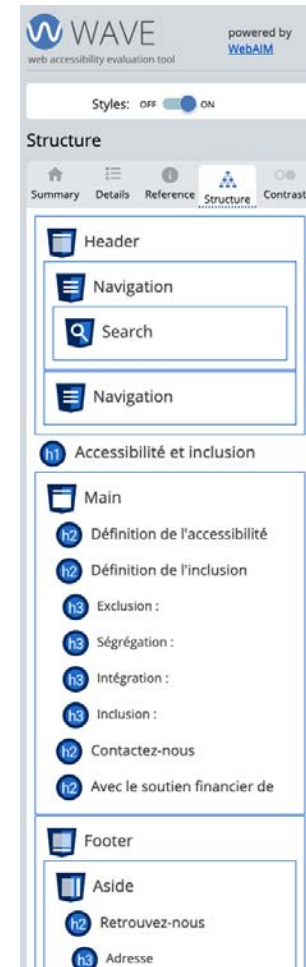 WAVE
web accessibility evaluation tool
powered by
WebAIM
Styles: OFF ON
Structure
Summary Details Reference Structure Contrast
Header
Navigation
Search
Navigation
h1 Accessibilité et inclusion
Main
h2 Définition de l'accessibilité
h2 Définition de l'inclusion
h3 Exclusion :
h3 Ségrégation :
h3 Intégration :
h3 Inclusion :
h2 Contactez-nous
h2 Avec le soutien financier de
Footer
Aside
h2 Retrouvez-nous
h3 Adresse